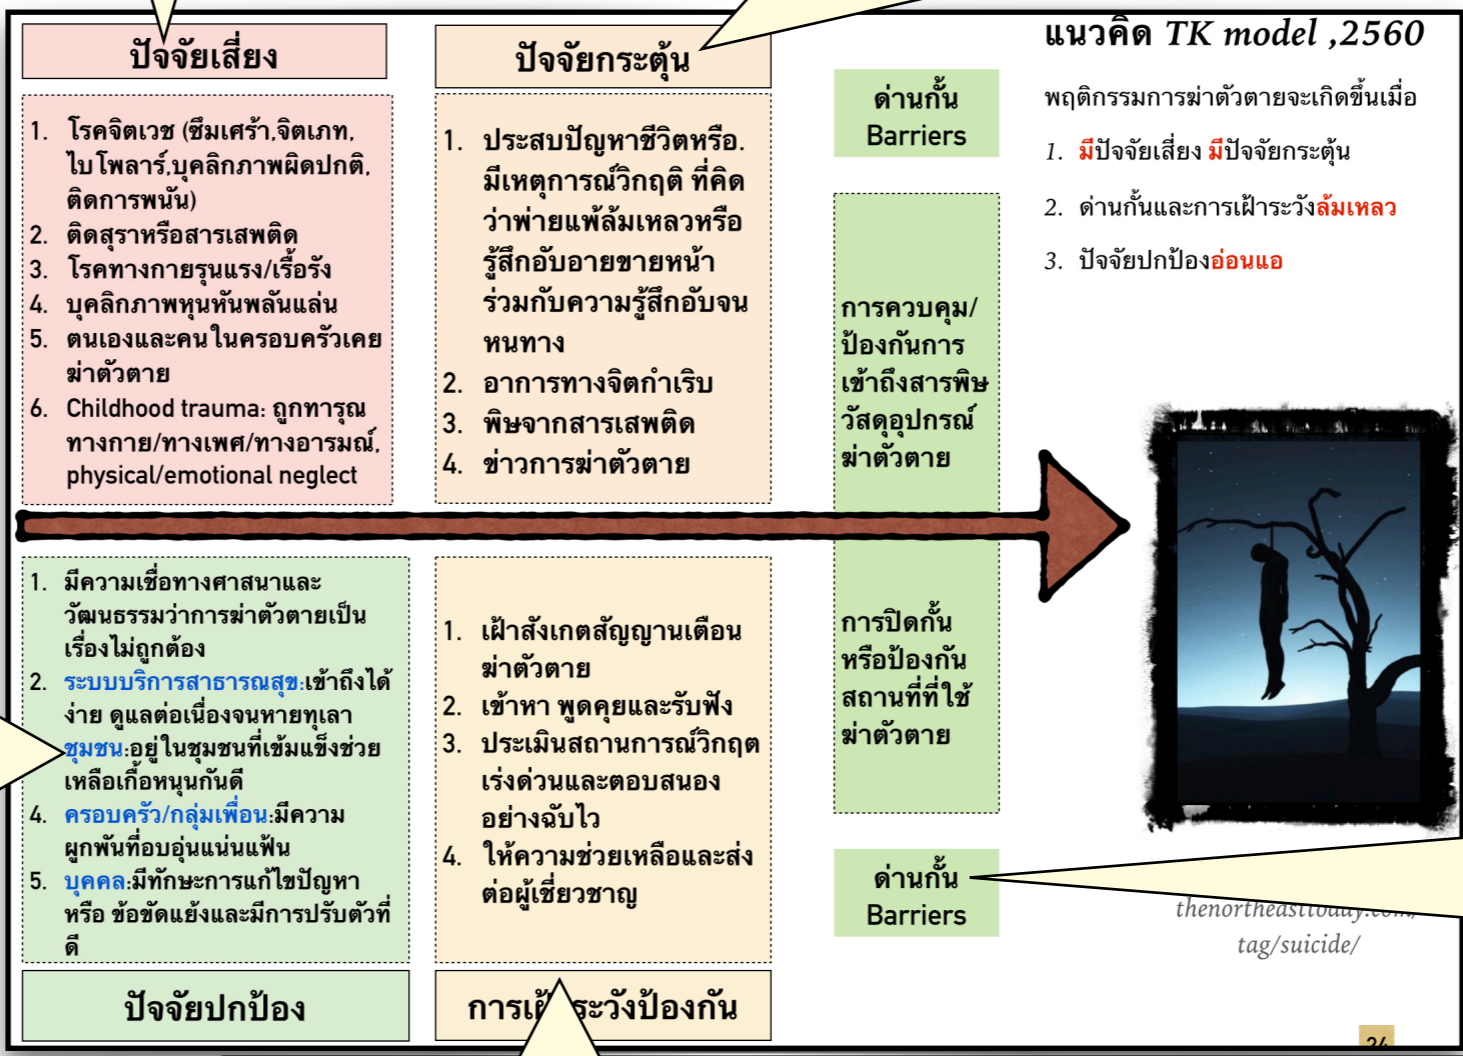 ปัจจัยเสี่ยง
1. โรคจิตเวช (ซึมเศร้า,จิตเภท,
ไบโพลาร์,บุคลิกภาพผิดปกติ,
ติดการพนัน)
2. ติดสุราหรือสารเสพติด
3. โรคทางกายรุนแรง/เรื้อรัง
4. บุคลิกภาพหุนหันพลันแล่น
5. ตนเองและคนในครอบครัวเคย
ฆ่าตัวตาย
6. Childhood trauma: ถูกทารุณ
ทางกาย/ทางเพศ/ทางอารมณ์,
physical/emotional neglect
ปัจจัยกระตุ้น
1. ประสบปัญหาชีวิตหรือ.
มีเหตุการณ์วิกฤติ ที่คิด
ว่าพ่ายแพ้ล้มเหลวหรือ
รู้สึกอับอายขายหน้า
ร่วมกับความรู้สึกอับจน
หนทาง
2. อาการทางจิตกำเริบ
3. พิษจากสารเสพติด
4. ข่าวการฆ่าตัวตาย
ด่านกั้น
Barriers
การควบคุม/
ป้องกันการ
เข้าถึงสารพิษ
วัสดุอุปกรณ์
ฆ่าตัวตาย
แนวคิด TK model ,2560
พฤติกรรมการฆ่าตัวตายจะเกิดขึ้นเมื่อ
1. มีปัจจัยเสี่ยง มีปัจจัยกระตุ้น
2. ด่านกั้นและการเฝ้าระวังล้มเหลว
3. ปัจจัยปกป้องอ่อนแอ
1. มีความเชื่อทางศาสนาและ
วัฒนธรรมว่าการฆ่าตัวตายเป็น
เรื่องไม่ถูกต้อง
2. ระบบบริการสาธารณสุข:เข้าถึงได้
ง่าย ดูแลต่อเนื่องจนหายทุเลา
ชุมชน:อยู่ในชุมชนที่เข้มแข็งช่วย
เหลือเกื้อหนุนกันดี
4. ครอบครัว/กลุ่มเพื่อน:มีความ
ผูกพันที่อบอุ่นแน่นแฟ้น
5. บุคคล:มีทักษะการแก้ไขปัญหา
หรือ ข้อขัดแย้งและมีการปรับตัวที่
ดี
ปัจจัยปกป้อง
1. เฝ้าสังเกตสัญญานเตือน
ฆ่าตัวตาย
2. เข้าหา พูดคุยและรับฟัง
3. ประเมินสถานการณ์วิกฤต
เร่งด่วนและตอบสนอง
อย่างฉับไว
4. ให้ความช่วยเหลือและส่ง
ต่อผู้เชี่ยวชาญ
การเฝ้าระวังป้องกัน
การปิดกั้น
หรือป้องกัน
สถานที่ที่ใช้
ฆ่าตัวตาย
ด่านกั้น
Barriers
thenortheasttoday.com/
tag/suicide/
24